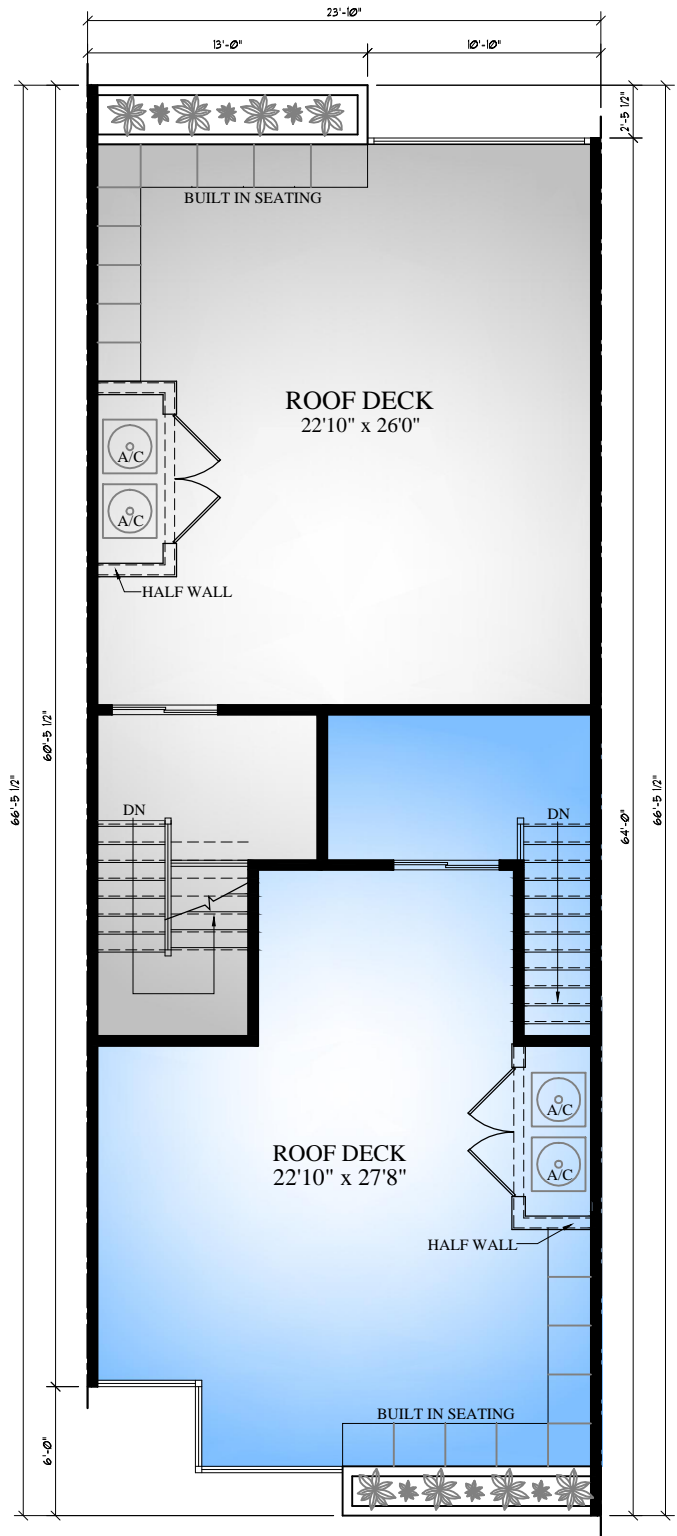 23'-10"
13'-0"
10'-10"
2'-5 1/2"
BUILT IN SEATING
ROOF DECK
22'10" x 26'0"
A/C
A/C
HALF WALL
60'-5 1/2"
66'-5 1/2"
66'-5 1/2"
64'-0"
DN
DN
A/C
ROOF DECK
22'10" x 27'8"
A/C
HALF WALL
BUILT IN SEATING
6'-0"